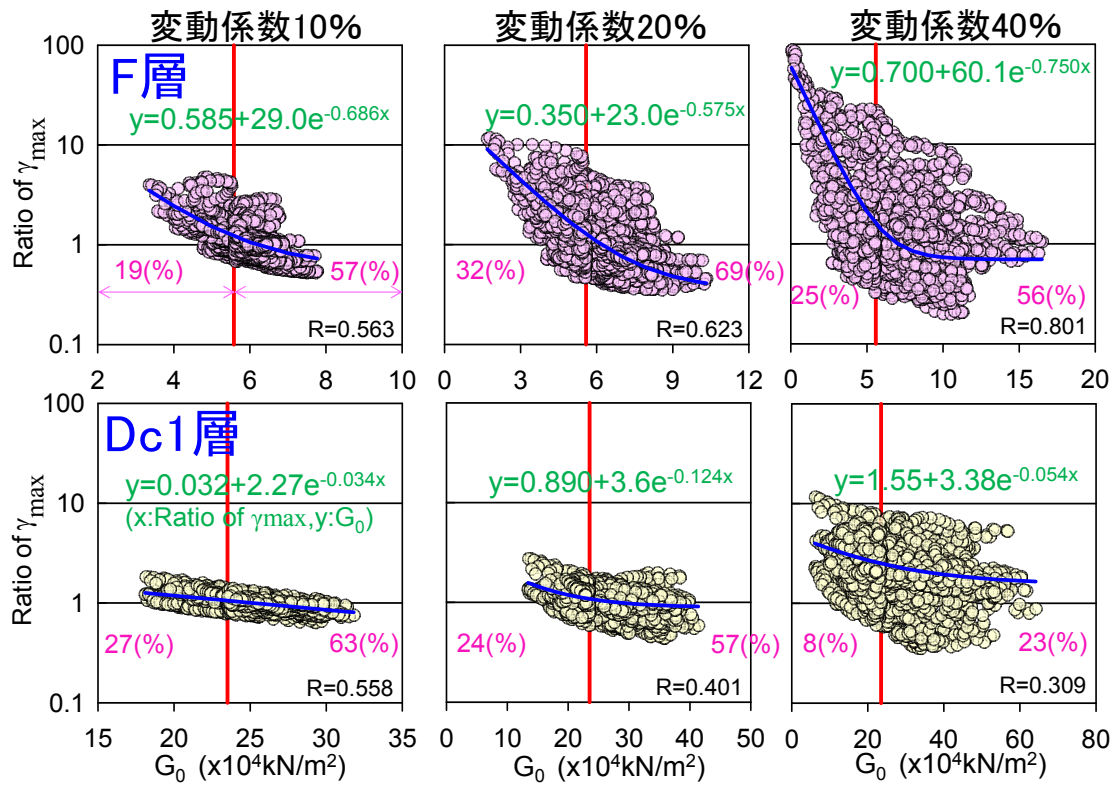 変動係数10%
変動係数20%
変動係数40%
100
10
1
0.1
Ratio of γmax
F層
y=0.585+29.0e-0.686x
19(%)
57(%)
R=0.563
2 4 6 8 10
y=0.350+23.0e-0.575x
32(%)
69(%)
R=0.623
0 3 6 9 12
y=0.700+60.1e-0.750x
25(%)
56(%)
R=0.801
0 5 10 15 20
100
10
1
0.1
Ratio of γmax
Dc1層
y=0.032+2.27e-0.034x
(x:Ratio of γmax,y:G0)
27(%)
63(%)
R=0.558
15 20 25 30 35
G0 (x104kN/m2)
y=0.890+3.6e-0.124x
24(%)
57(%)
R=0.401
0 10 20 30 40 50
G0 (x104kN/m2)
y=1.55+3.38e-0.054x
8(%)
23(%)
R=0.309
0 20 40 60 80
G0 (x104kN/m2)